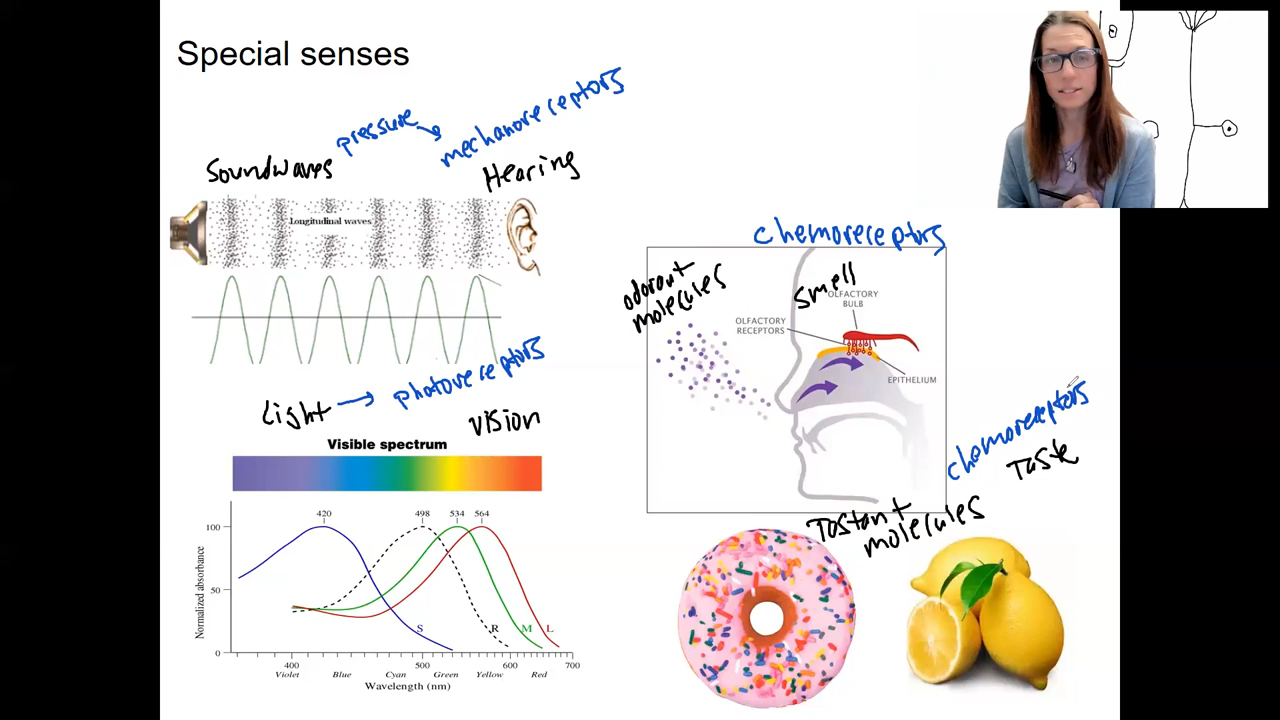 Special senses
pressure → mechanoreceptors
Soundwaves
Hearing
Longitudinal waves
Light → photoreceptors
Vision
Visible spectrum
420 498 534 564
100
50
0
Normalized absorbance
S R M L
400 500 600 700
Violet Blue Cyan Green Yellow Red
Wavelength (nm)
chemoreceptors
odorant
molecules
smell
OLFACTORY
BULB
OLFACTORY
RECEPTORS
EPITHELIUM
chemoreceptors
Taste
Tastant
molecules